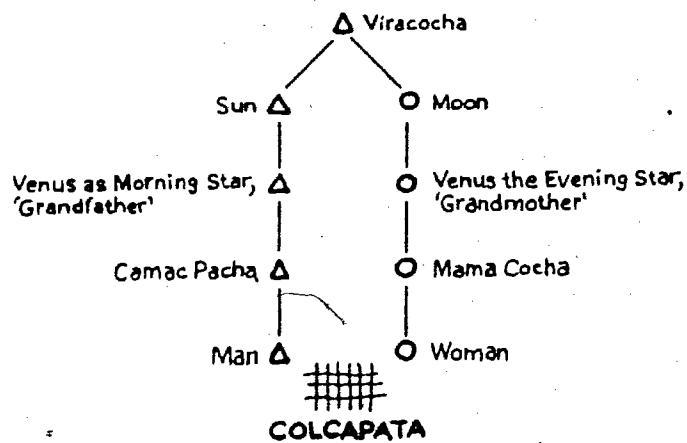 Viracocha
Sun
Moon
Venus as Morning Star,
'Grandfather'
Venus the Evening Star,
'Grandmother'
Camac Pacha
Mama Cocha
Man
Woman
COLCAPATA